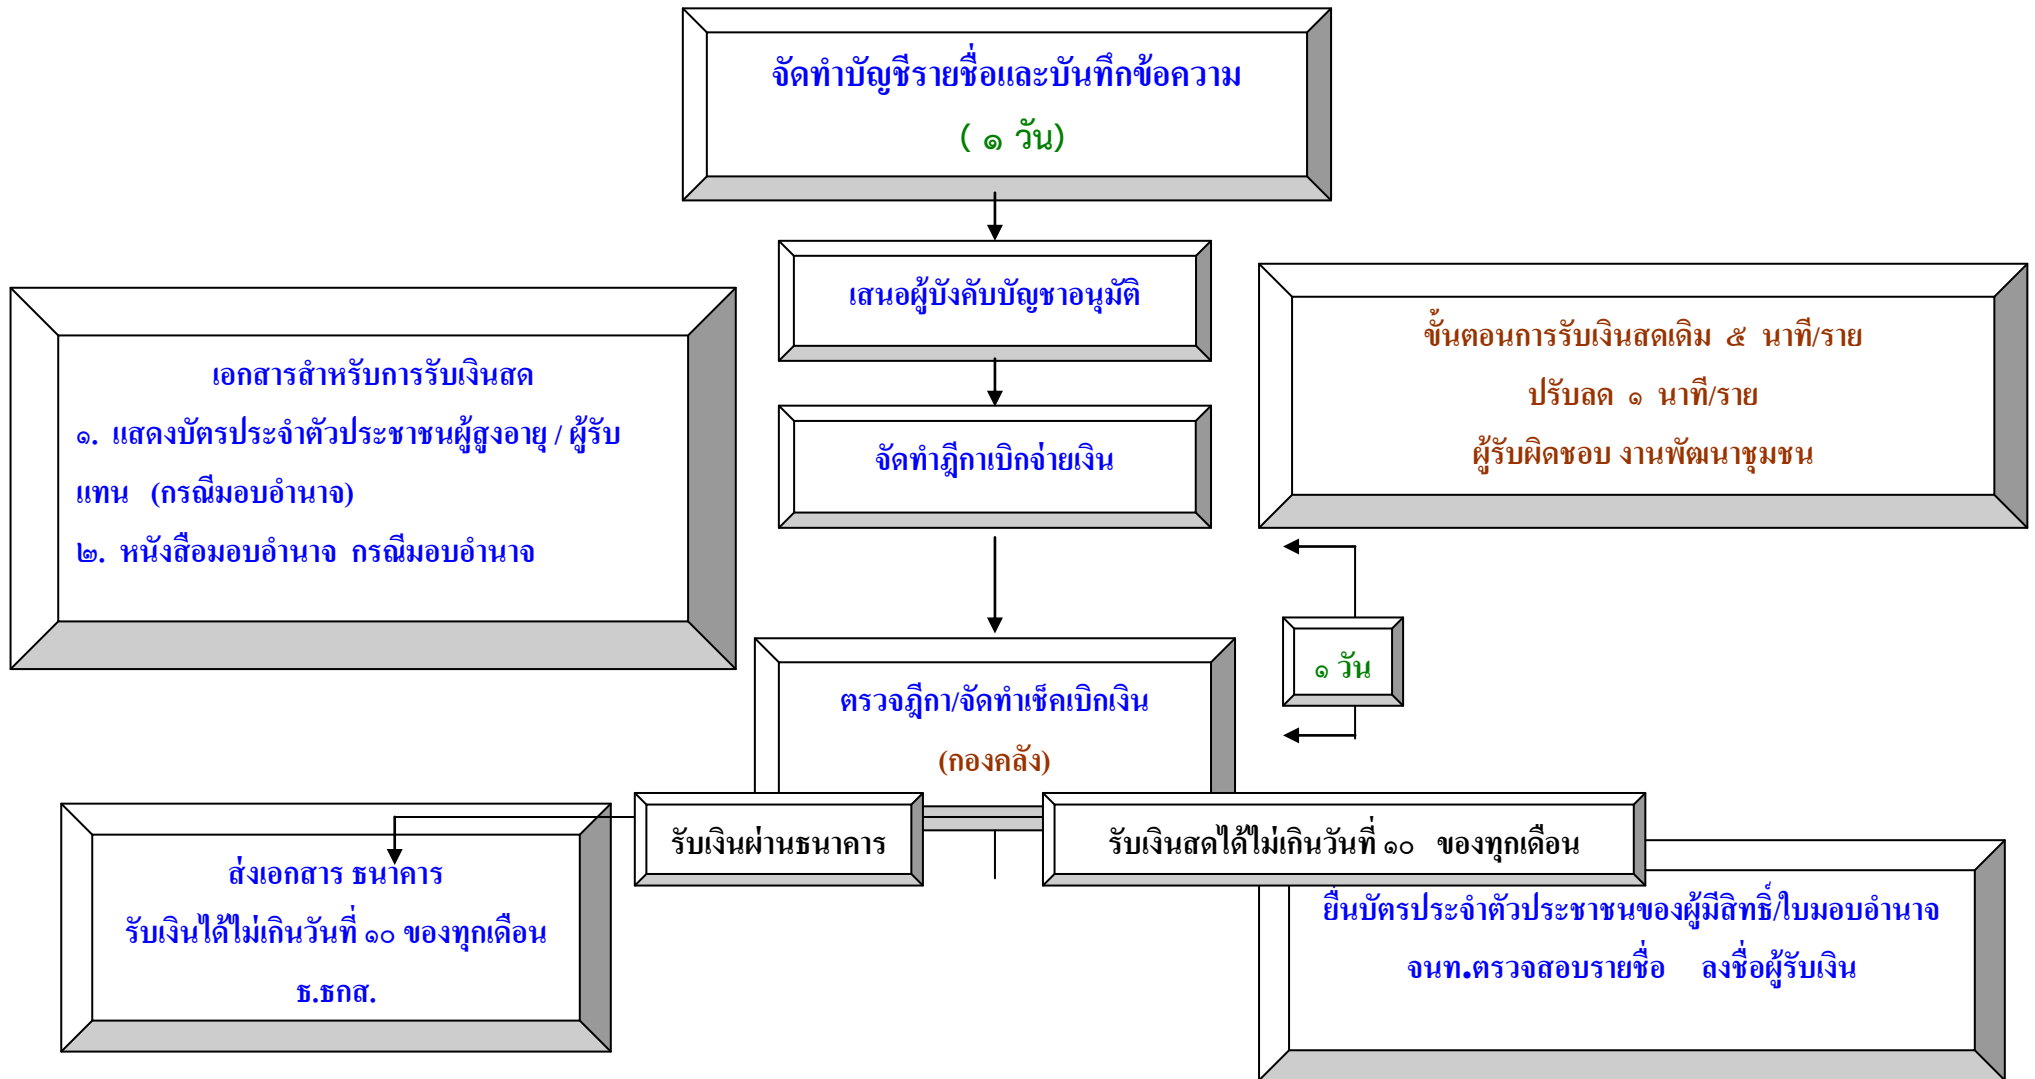 จัดทำบัญชีรายชื่อและบันทึกข้อความ
( ๑ วัน)
เสนอผู้บังคับบัญชาอนุมัติ
เอกสารสำหรับการรับเงินสด
๑. แสดงบัตรประจำตัวประชาชนผู้สูงอายุ / ผู้รับ
แทน (กรณีมอบอำนาจ)
๒. หนังสือมอบอำนาจ กรณีมอบอำนาจ
ขั้นตอนการรับเงินสดเดิม ๕ นาที/ราย
ปรับลด ๑ นาที/ราย
ผู้รับผิดชอบ งานพัฒนาชุมชน
จัดทำฎีกาเบิกจ่ายเงิน
๑ วัน
ตรวจฎีกา/จัดทำเช็คเบิกเงิน
(กองคลัง)
รับเงินผ่านธนาคาร
รับเงินสดได้ไม่เกินวันที่ ๑๐ ของทุกเดือน
ส่งเอกสาร ธนาคาร
รับเงินได้ไม่เกินวันที่ ๑๐ ของทุกเดือน
ธ.ธกส.
ยื่นบัตรประจำตัวประชาชนของผู้มีสิทธิ์/ใบมอบอำนาจ
จนท.ตรวจสอบรายชื่อ ลงชื่อผู้รับเงิน